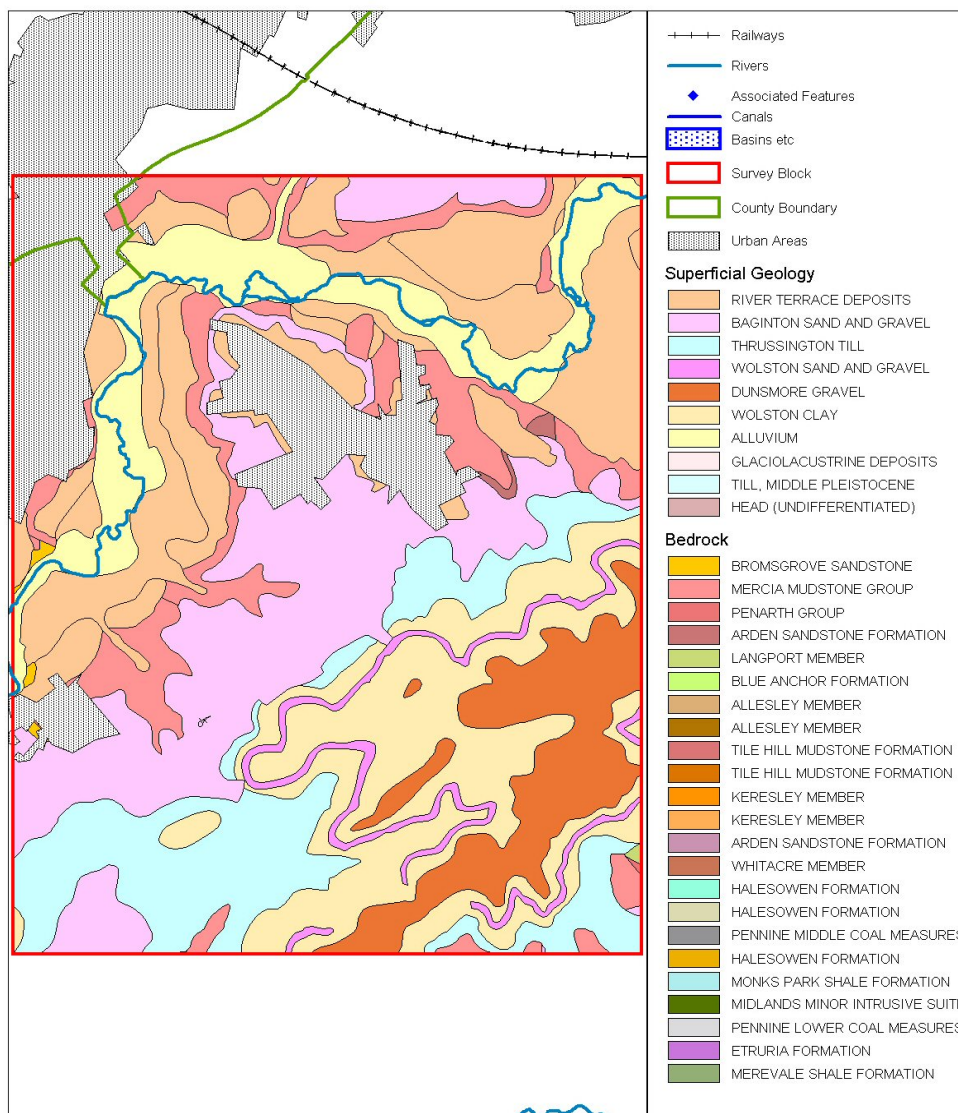 Railways
Rivers
Associated Features
Canals
Basins etc
Survey Block
County Boundary
Urban Areas
Superficial Geology
RIVER TERRACE DEPOSITS
BAGINTON SAND AND GRAVEL
THRUSSINGTON TILL
WOLSTON SAND AND GRAVEL
DUNSMORE GRAVEL
WOLSTON CLAY
ALLUVIUM
GLACIOLACUSTRINE DEPOSITS
TILL, MIDDLE PLEISTOCENE
HEAD (UNDIFFERENTIATED)
Bedrock
BROMSGROVE SANDSTONE
MERCIA MUDSTONE GROUP
PENARTH GROUP
ARDEN SANDSTONE FORMATION
LANGPORT MEMBER
BLUE ANCHOR FORMATION
ALLESLEY MEMBER
ALLESLEY MEMBER
TILE HILL MUDSTONE FORMATION
TILE HILL MUDSTONE FORMATION
KERESLEY MEMBER
KERESLEY MEMBER
ARDEN SANDSTONE FORMATION
WHITACRE MEMBER
HALESOWEN FORMATION
HALESOWEN FORMATION
PENNINE MIDDLE COAL MEASURES
HALESOWEN FORMATION
MONKS PARK SHALE FORMATION
MIDLANDS MINOR INTRUSIVE SUIT
PENNINE LOWER COAL MEASURES
ETRURIA FORMATION
MEREVALE SHALE FORMATION